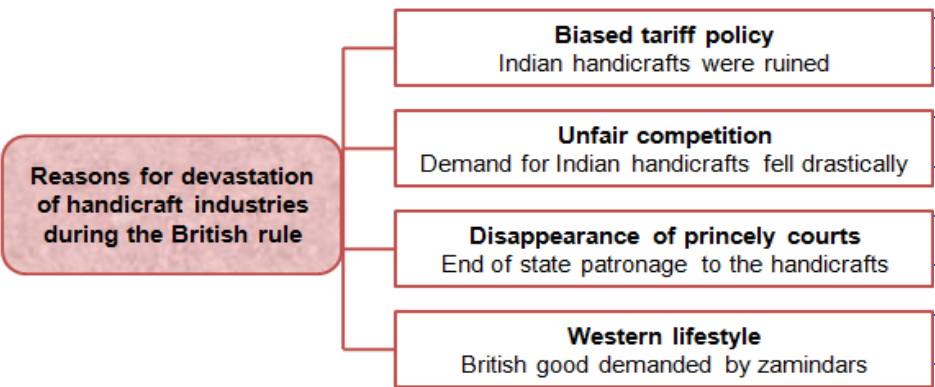 Reasons for devastation
of handicraft industries
during the British rule
Biased tariff policy
Indian handicrafts were ruined
Unfair competition
Demand for Indian handicrafts fell drastically
Disappearance of princely courts
End of state patronage to the handicrafts
Western lifestyle
British good demanded by zamindars